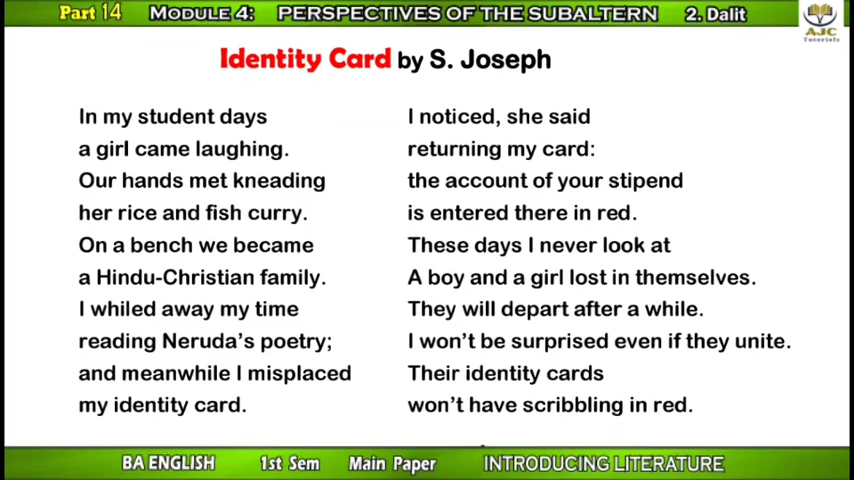 Part 14 MODULE 4: PERSPECTIVES OF THE SUBALTERN 2. Dalit
AJC
Tutorials
Identity Card by S. Joseph
In my student days
a girl came laughing.
Our hands met kneading
her rice and fish curry.
On a bench we became
a Hindu-Christian family.
I whiled away my time
reading Neruda's poetry;
and meanwhile I misplaced
my identity card.
I noticed, she said
returning my card:
the account of your stipend
is entered there in red.
These days I never look at
A boy and a girl lost in themselves.
They will depart after a while.
I won't be surprised even if they unite.
Their identity cards
won't have scribbling in red.
BA ENGLISH 1st Sem Main Paper INTRODUCING LITERATURE